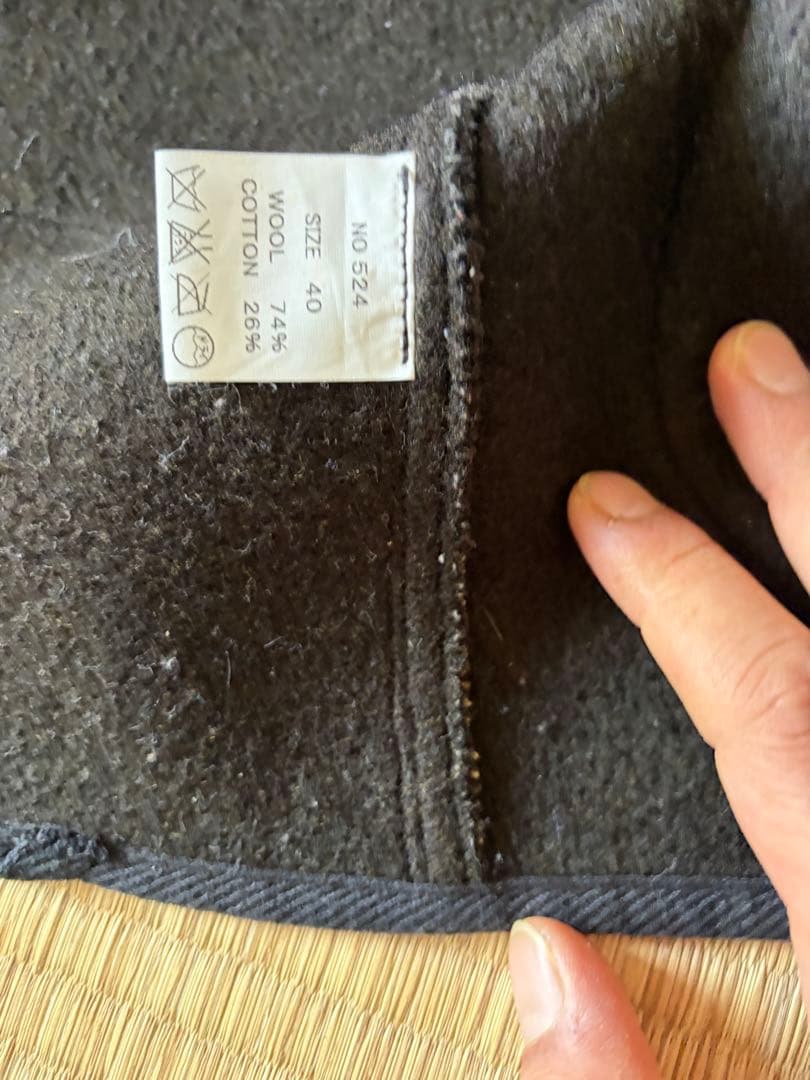 NO 524
SIZE 40
WOOL 74%
COTTON 26%